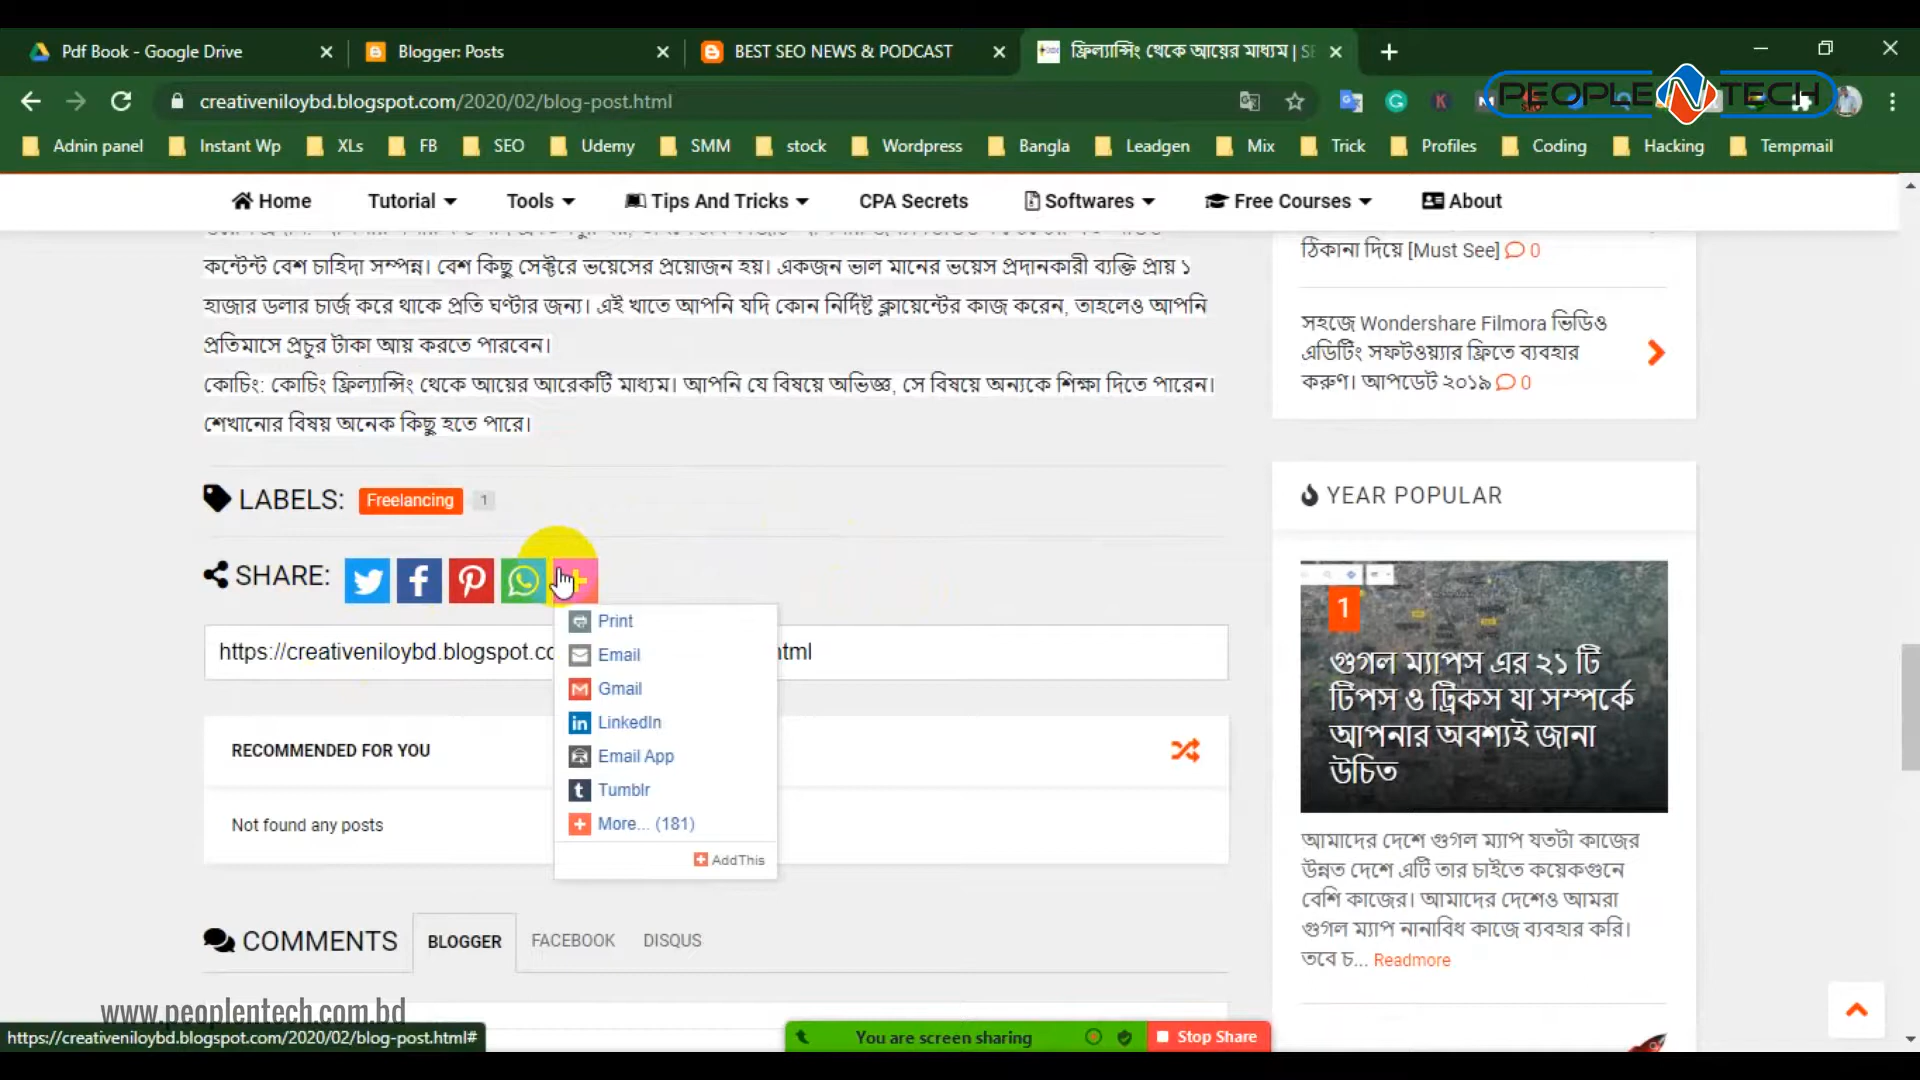 Pdf Book - Google Drive
Blogger: Posts
BEST SEO NEWS & PODCAST
ফ্রিল্যান্সিং থেকে আয়ের মাধ্যম | SE
creativeniloybd.blogspot.com/2020/02/blog-post.html
PEOPLE N TECH
Adnin panel
Instant Wp
XLs
FB
SEO
Udemy
SMM
stock
Wordpress
Bangla
Leadgen
Mix
Trick
Profiles
Coding
Hacking
Tempmail
Home
Tutorial
Tools
Tips And Tricks
CPA Secrets
Softwares
Free Courses
About
কন্টেন্ট বেশ চাহিদা সম্পন্ন। বেশ কিছু সেক্টরে ভয়েসের প্রয়োজন হয়। একজন ভাল মানের ভয়েস প্রদানকারী ব্যক্তি প্রায় ১
হাজার ডলার চার্জ করে থাকে প্রতি ঘণ্টার জন্য। এই খাতে আপনি যদি কোন নির্দিষ্ট ক্লায়েন্টের কাজ করেন, তাহলেও আপনি
প্রতিমাসে প্রচুর টাকা আয় করতে পারবেন।
কোচিং: কোচিং ফ্রিল্যান্সিং থেকে আয়ের আরেকটি মাধ্যম। আপনি যে বিষয়ে অভিজ্ঞ, সে বিষয়ে অন্যকে শিক্ষা দিতে পারেন।
শেখানোর বিষয় অনেক কিছু হতে পারে।
LABELS: Freelancing 1
SHARE:
https://creativeniloybd.blogspot.co
html
Print
Email
Gmail
LinkedIn
Email App
Tumblr
More... (181)
AddThis
RECOMMENDED FOR YOU
Not found any posts
COMMENTS
BLOGGER
FACEBOOK
DISQUS
ঠিকানা দিয়ে [Must See] 0
সহজে Wondershare Filmora ভিডিও
এডিটিং সফটওয়্যার ফ্রিতে ব্যবহার
করুণ। আপডেট ২০১৯ 0
YEAR POPULAR
1
গুগল ম্যাপস এর ২১ টি
টিপস ও ট্রিকস যা সম্পর্কে
আপনার অবশ্যই জানা
উচিত
আমাদের দেশে গুগল ম্যাপ যতটা কাজের
উন্নত দেশে এটি তার চাইতে কয়েকগুনে
বেশি কাজের। আমাদের দেশেও আমরা
গুগল ম্যাপ নানাবিধ কাজে ব্যবহার করি।
তবে চ... Readmore
www.peoplentech.com.bd
https://creativeniloybd.blogspot.com/2020/02/blog-post.html#
You are screen sharing
Stop Share